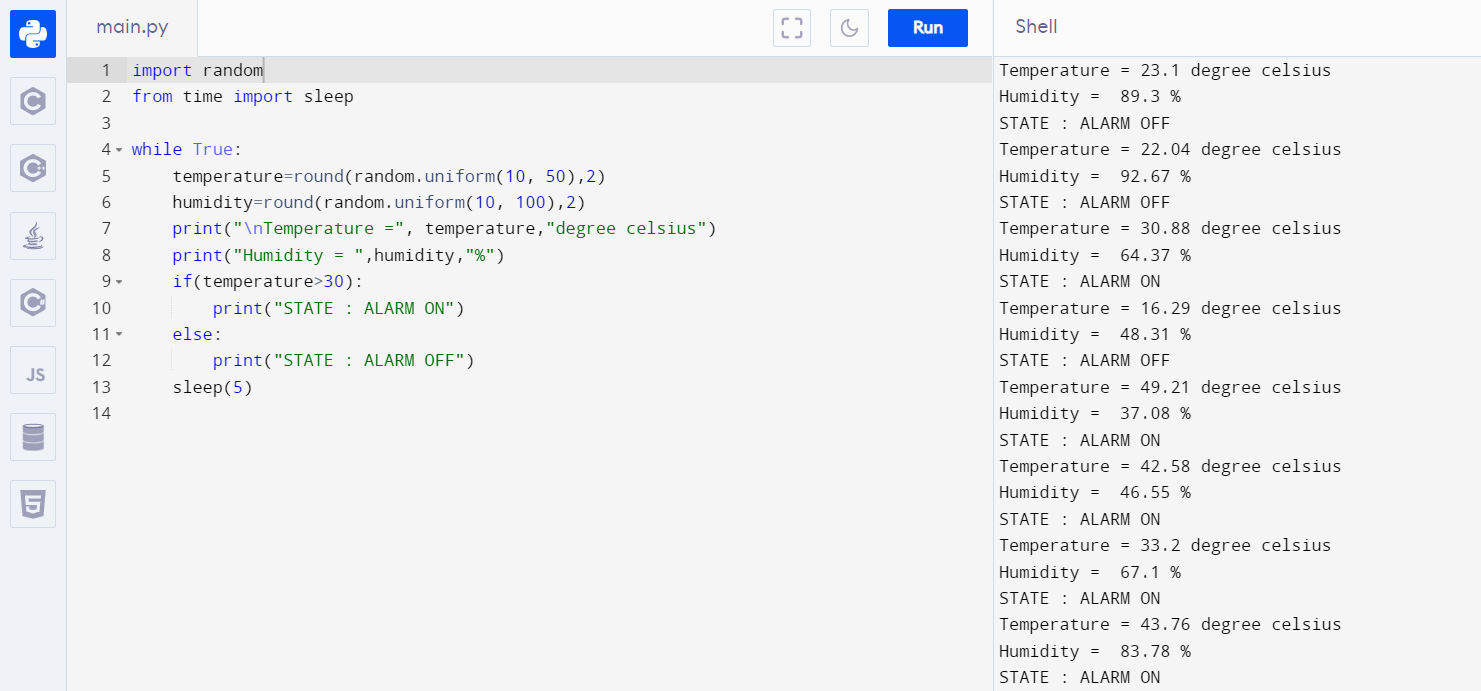 main.py
Run
Shell
1 import random
2 from time import sleep
3
4 while True:
5     temperature=round(random.uniform(10, 50),2)
6     humidity=round(random.uniform(10, 100),2)
7     print("\nTemperature =", temperature,"degree celsius")
8     print("Humidity = ",humidity,"%")
9     if(temperature>30):
10         print("STATE : ALARM ON")
11     else:
12         print("STATE : ALARM OFF")
13     sleep(5)
14
JS
Temperature = 23.1 degree celsius
Humidity =  89.3 %
STATE : ALARM OFF
Temperature = 22.04 degree celsius
Humidity =  92.67 %
STATE : ALARM OFF
Temperature = 30.88 degree celsius
Humidity =  64.37 %
STATE : ALARM ON
Temperature = 16.29 degree celsius
Humidity =  48.31 %
STATE : ALARM OFF
Temperature = 49.21 degree celsius
Humidity =  37.08 %
STATE : ALARM ON
Temperature = 42.58 degree celsius
Humidity =  46.55 %
STATE : ALARM ON
Temperature = 33.2 degree celsius
Humidity =  67.1 %
STATE : ALARM ON
Temperature = 43.76 degree celsius
Humidity =  83.78 %
STATE : ALARM ON